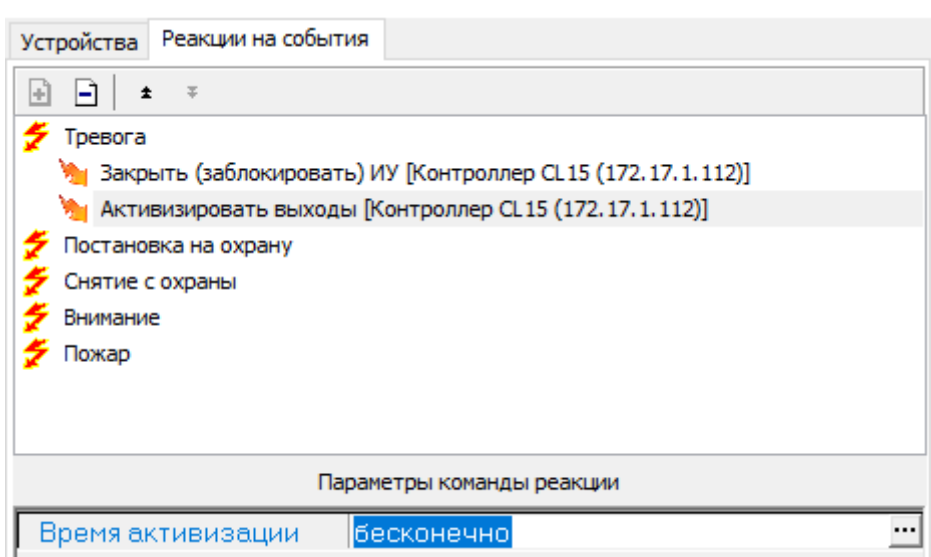 Устройства Реакции на события
Тревога
Закрыть (заблокировать) ИУ [Контроллер CL15 (172.17.1.112)]
Активизировать выходы [Контроллер CL15 (172.17.1.112)]
Постановка на охрану
Снятие с охраны
Внимание
Пожар
Параметры команды реакции
Время активизации бесконечно ...